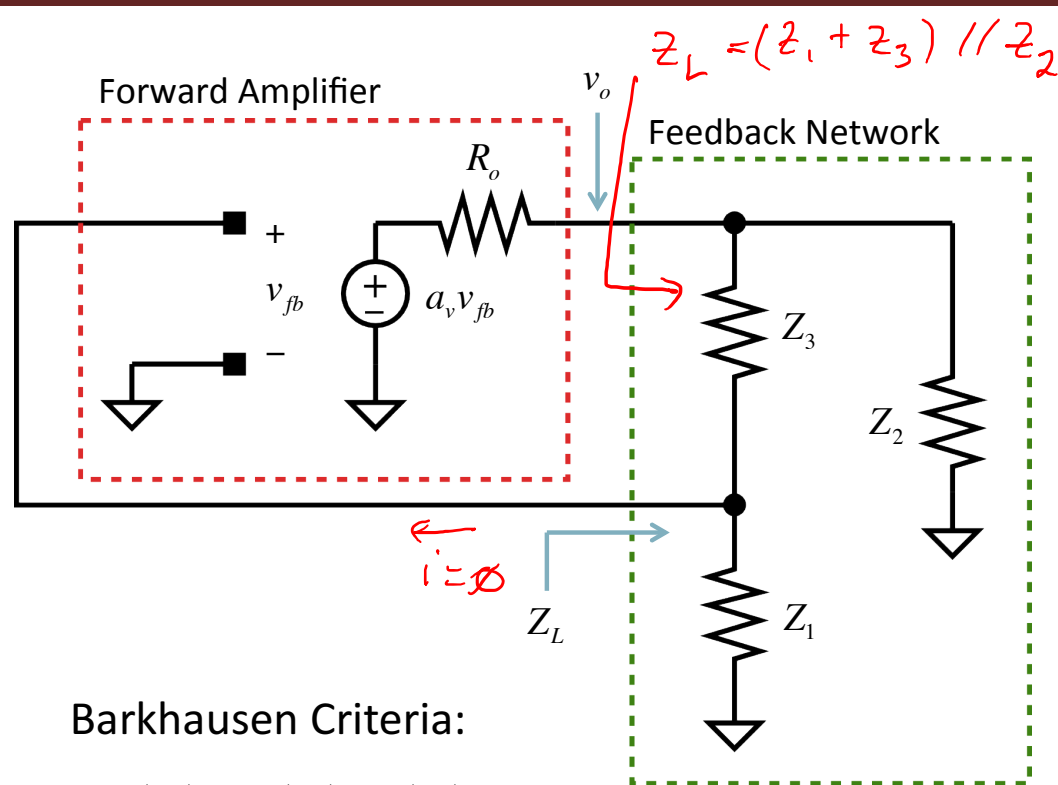 Z_L = (Z_1 + Z_3) // Z_2
Forward Amplifier
v_o
Feedback Network
R_o
+
v_fb
−
+
−
a_v v_fb
Z_3
Z_2
i = 0
Z_L
Z_1
Barkhausen Criteria: